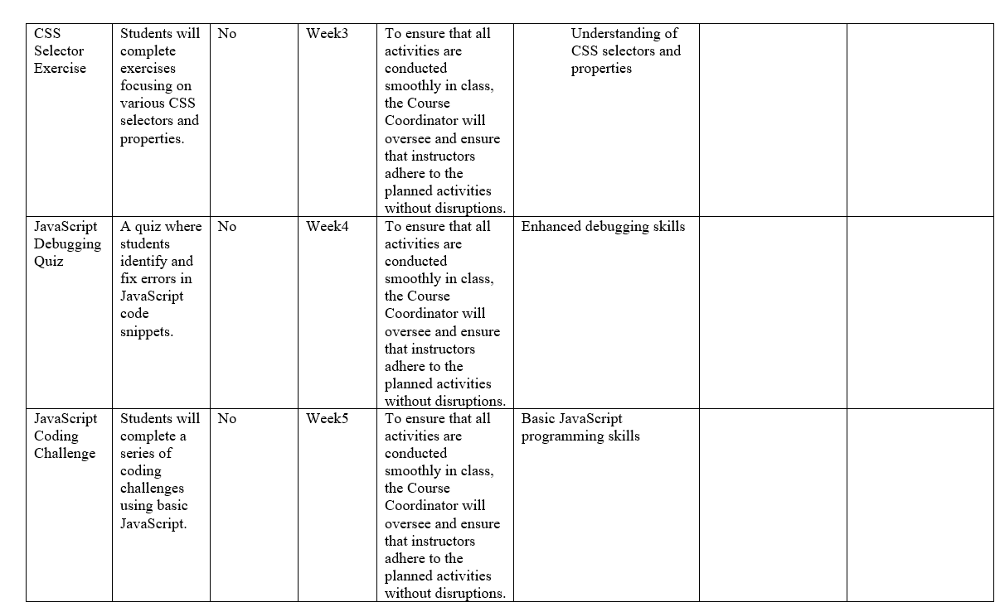 CSS
Selector
Exercise
Students will
complete
exercises
focusing on
various CSS
selectors and
properties.
No
Week3
To ensure that all
activities are
conducted
smoothly in class,
the Course
Coordinator will
oversee and ensure
that instructors
adhere to the
planned activities
without disruptions.
Understanding of
CSS selectors and
properties
JavaScript
Debugging
Quiz
A quiz where
students
identify and
fix errors in
JavaScript
code
snippets.
No
Week4
To ensure that all
activities are
conducted
smoothly in class,
the Course
Coordinator will
oversee and ensure
that instructors
adhere to the
planned activities
without disruptions.
Enhanced debugging skills
JavaScript
Coding
Challenge
Students will
complete a
series of
coding
challenges
using basic
JavaScript.
No
Week5
To ensure that all
activities are
conducted
smoothly in class,
the Course
Coordinator will
oversee and ensure
that instructors
adhere to the
planned activities
without disruptions.
Basic JavaScript
programming skills